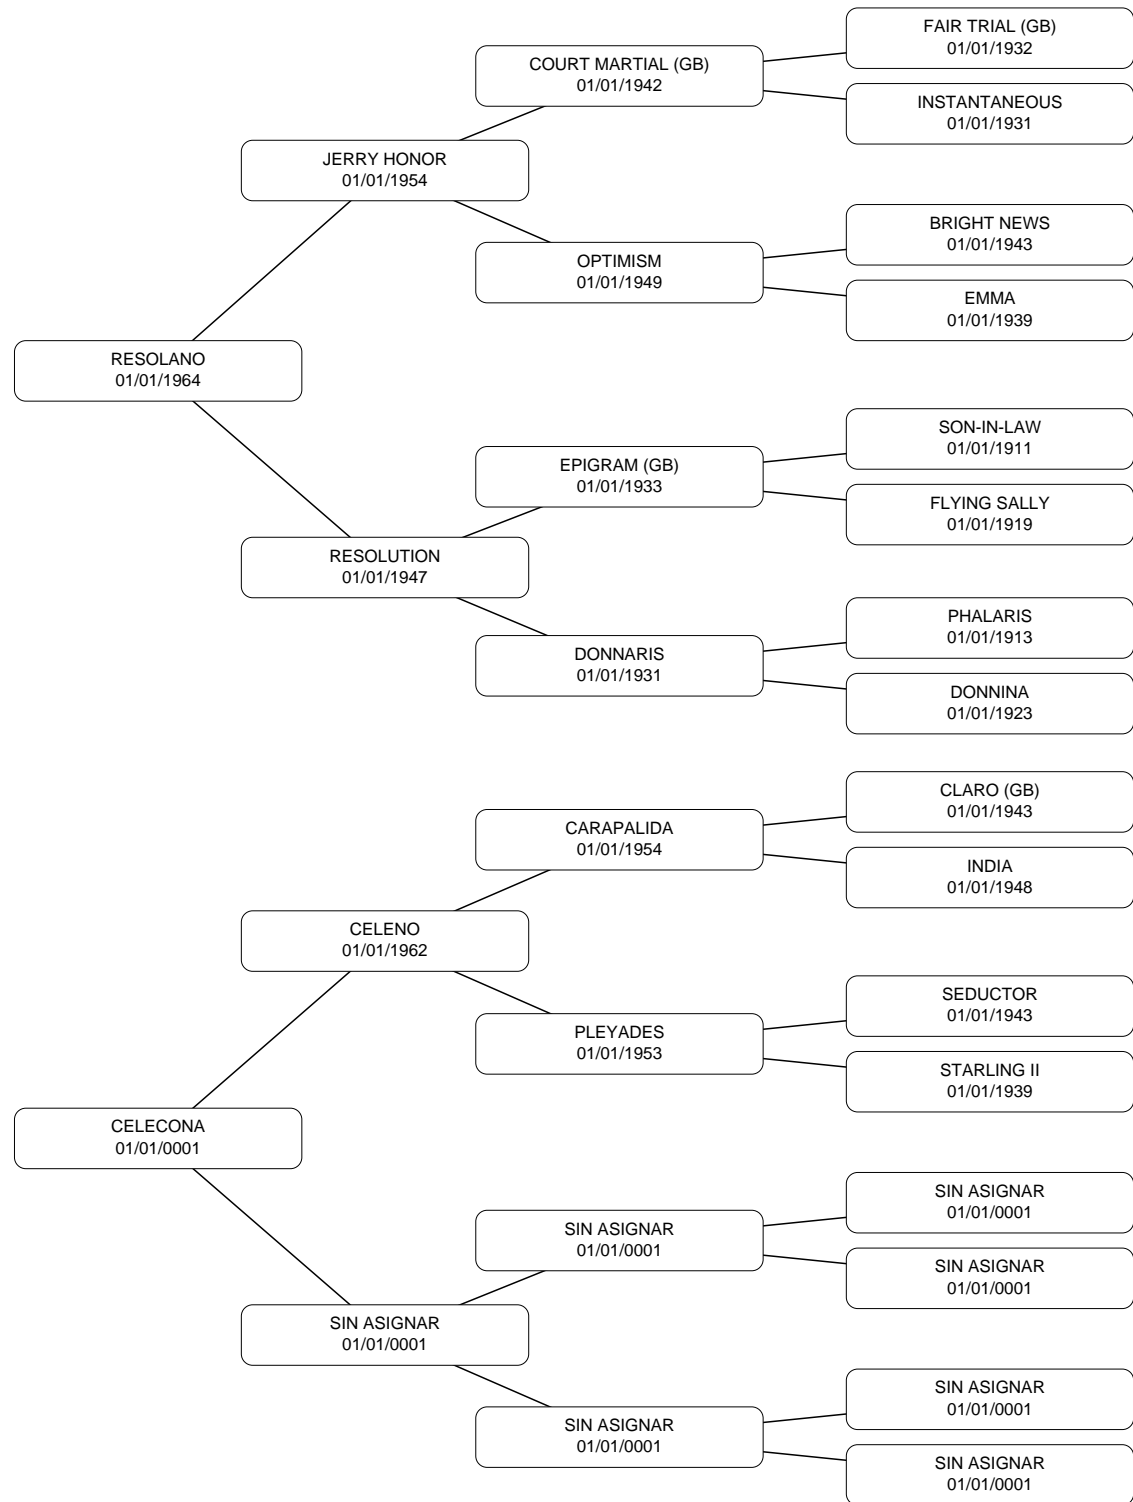 FAIR TRIAL (GB)
01/01/1932
COURT MARTIAL (GB)
01/01/1942
INSTANTANEOUS
01/01/1931
JERRY HONOR
01/01/1954
BRIGHT NEWS
01/01/1943
OPTIMISM
01/01/1949
EMMA
01/01/1939
RESOLANO
01/01/1964
SON-IN-LAW
01/01/1911
EPIGRAM (GB)
01/01/1933
FLYING SALLY
01/01/1919
RESOLUTION
01/01/1947
PHALARIS
01/01/1913
DONNARIS
01/01/1931
DONNINA
01/01/1923
CLARO (GB)
01/01/1943
CARAPALIDA
01/01/1954
INDIA
01/01/1948
CELENO
01/01/1962
SEDUCTOR
01/01/1943
PLEYADES
01/01/1953
STARLING II
01/01/1939
CELECONA
01/01/0001
SIN ASIGNAR
01/01/0001
SIN ASIGNAR
01/01/0001
SIN ASIGNAR
01/01/0001
SIN ASIGNAR
01/01/0001
SIN ASIGNAR
01/01/0001
SIN ASIGNAR
01/01/0001
SIN ASIGNAR
01/01/0001